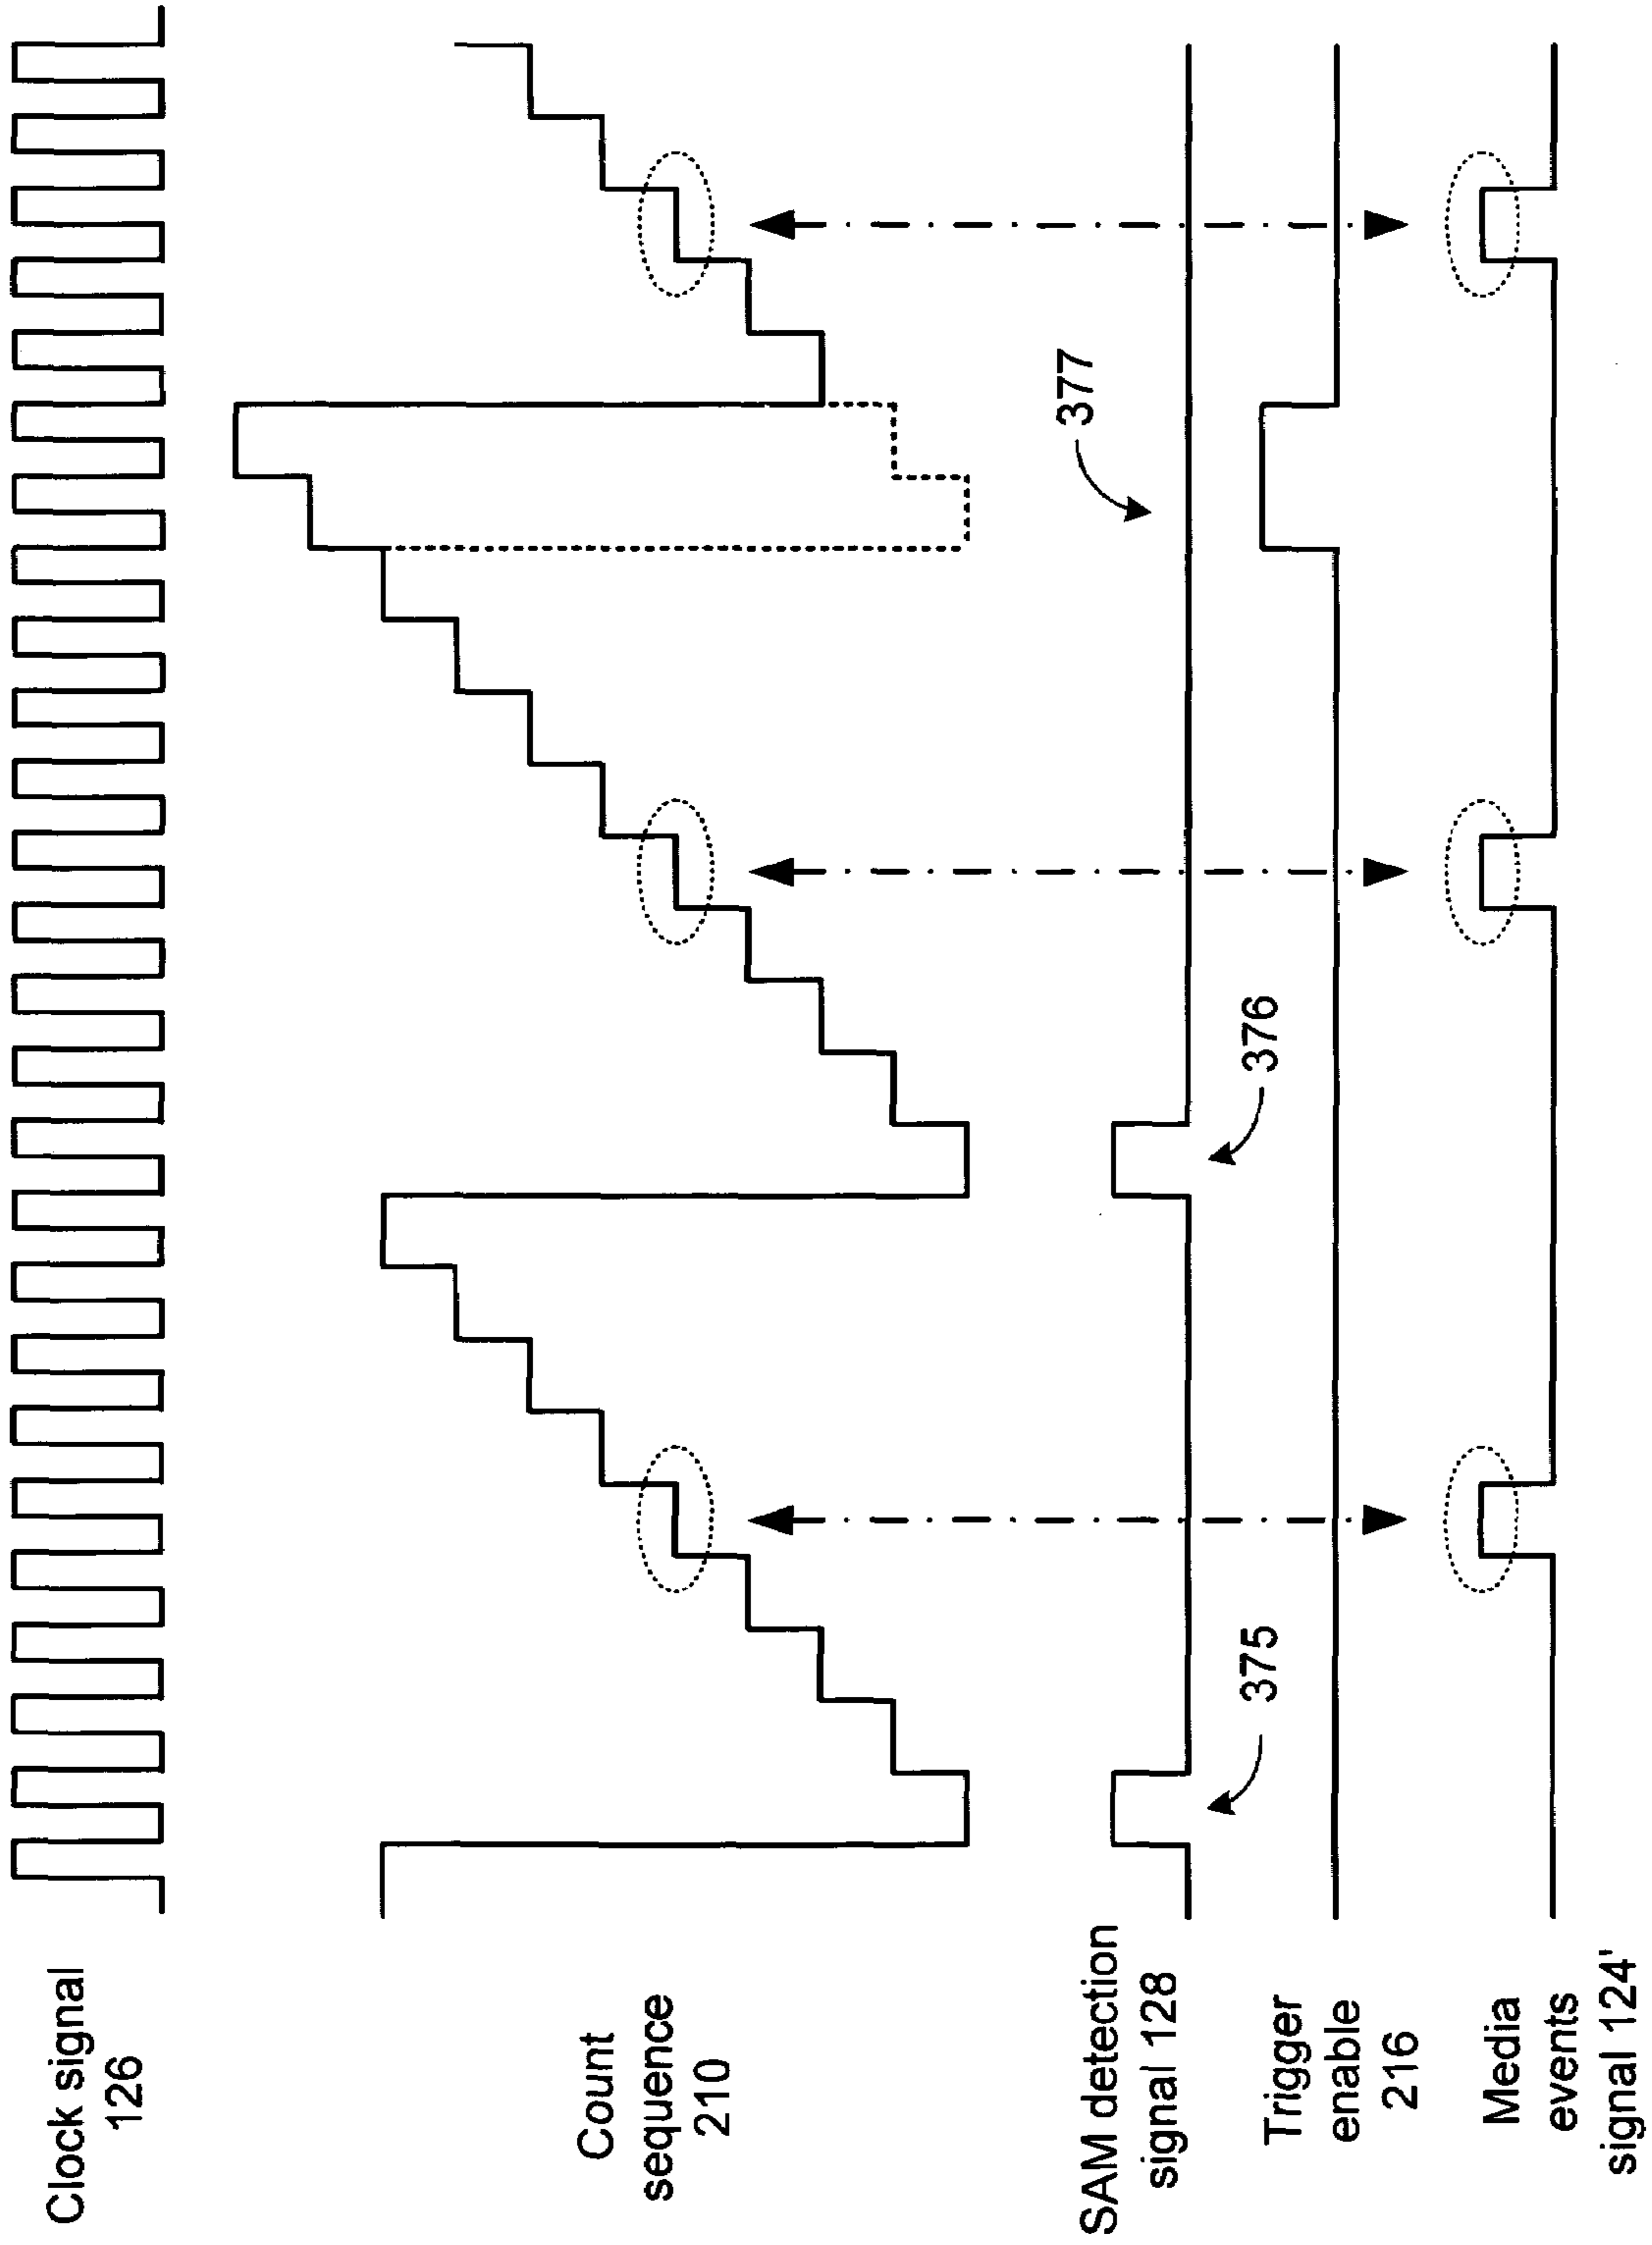 Clock signal
126
Count
sequence
210
SAM detection
signal 128
Trigger
enable
216
Media
events
signal 124'
375
376
377